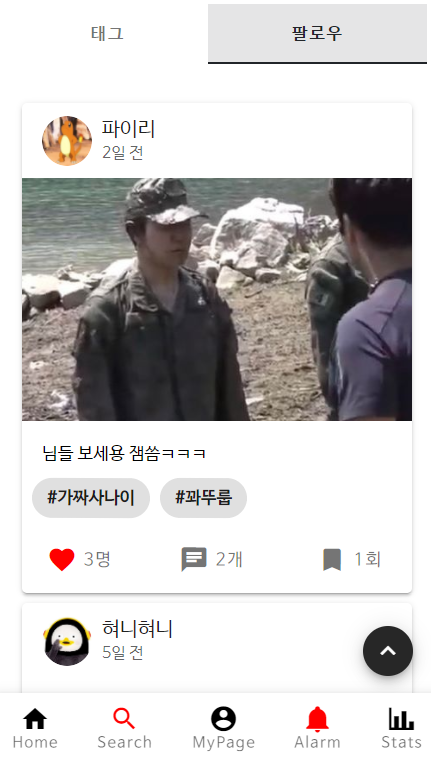 태그 팔로우
파이리
2일 전
님들 보세용 잼씀ㅋㅋㅋ
#가짜사나이 #꽈뚜룹
3명 2개 1회
혀니혀니
5일 전
Home Search MyPage Alarm Stats